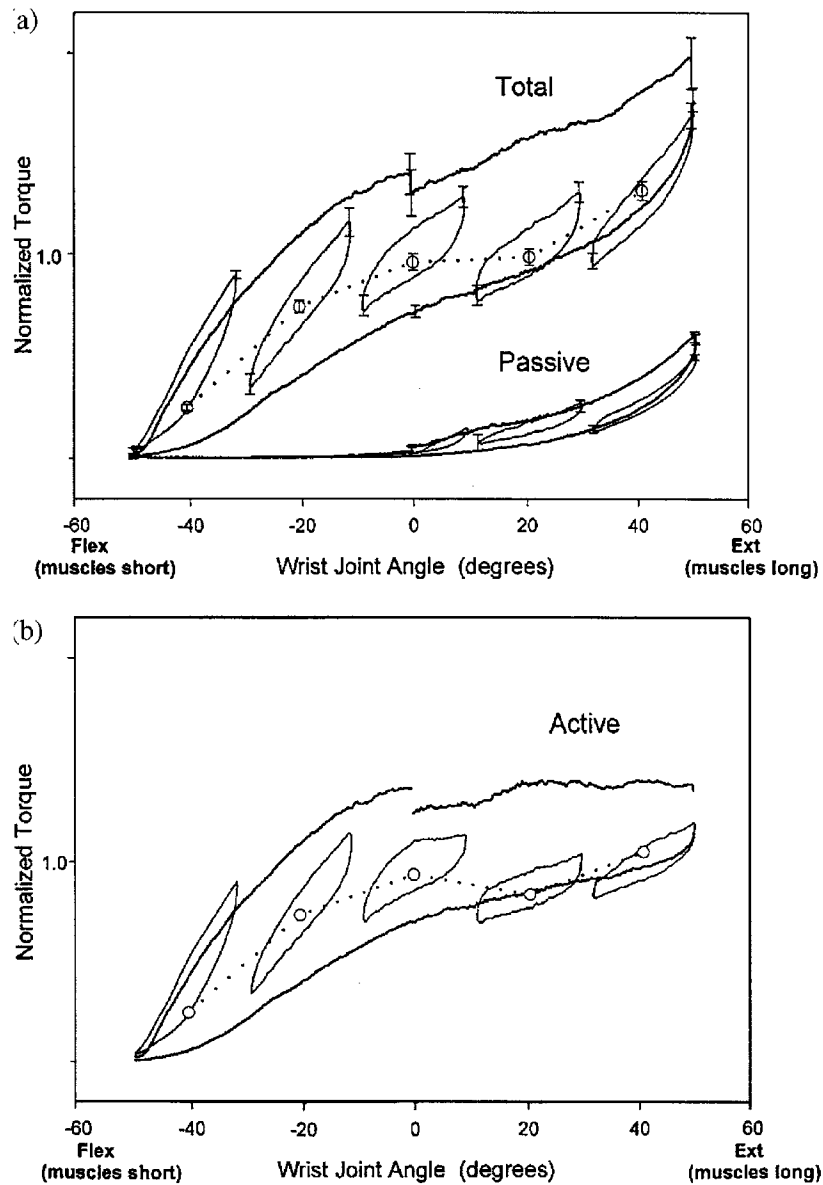 a)
Total
Normalized Torque
1.0
Passive
-60 -40 -20 0 20 40 60
Flex
(muscles short)
Wrist Joint Angle (degrees)
Ext
(muscles long)
b)
Active
Normalized Torque
1.0
-60 -40 -20 0 20 40 60
Flex
(muscles short)
Wrist Joint Angle (degrees)
Ext
(muscles long)